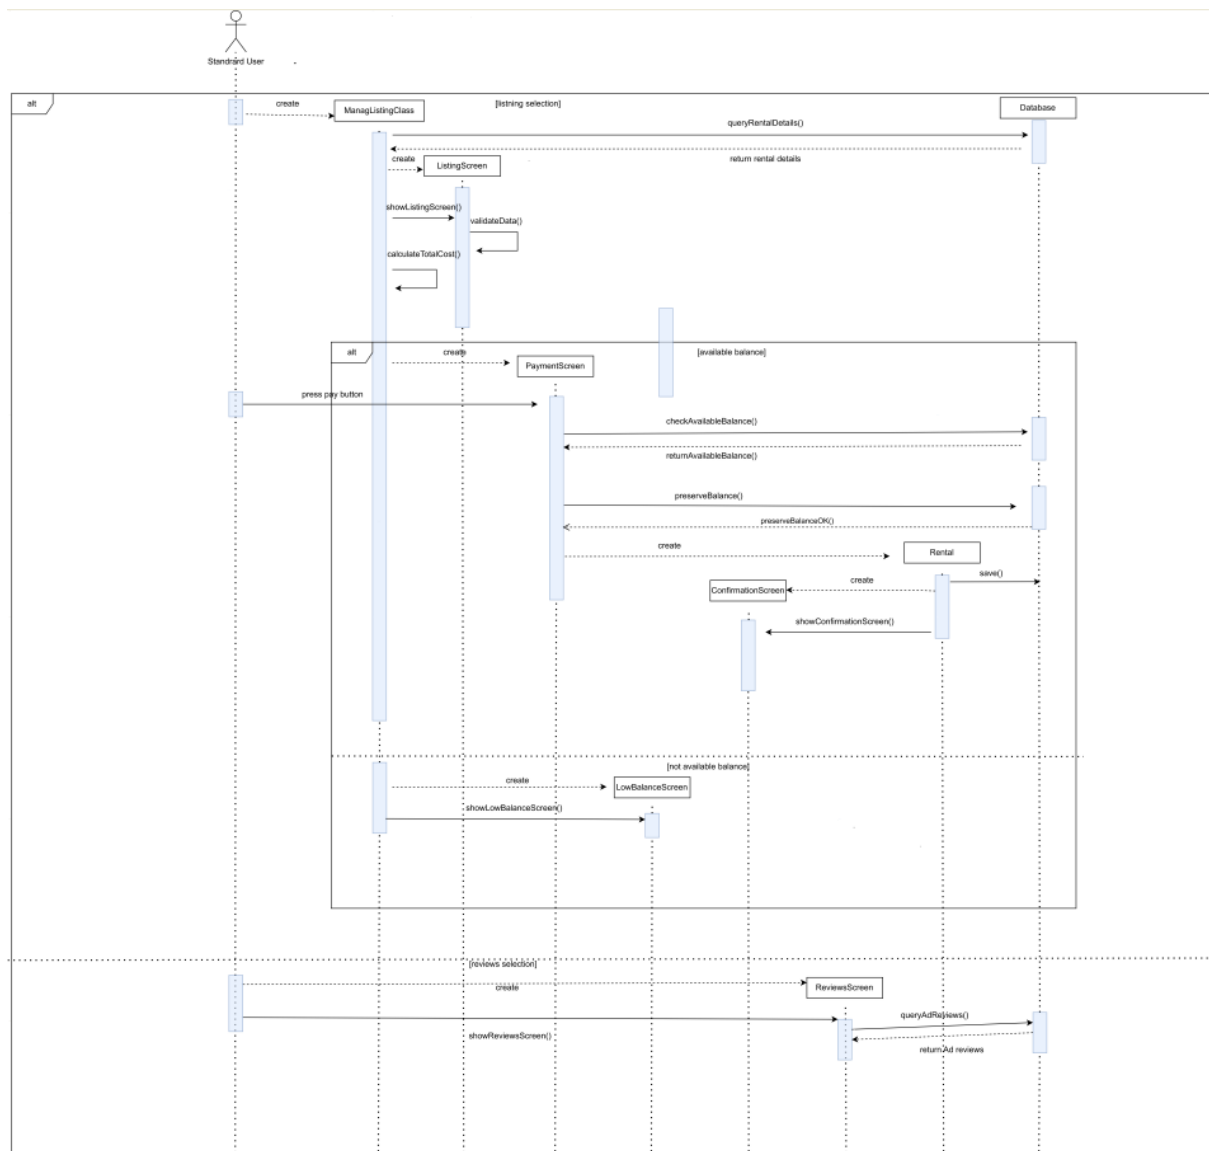 Standrard User
alt
create
ManagListingClass
[listning selection]
Database
queryRentalDetails()
return rental details
create
ListingScreen
showListingScreen()
validateData()
calculateTotalCost()
alt
create
[available balance]
PaymentScreen
press pay button
checkAvailableBalance()
returnAvailableBalance()
preserveBalance()
preserveBalanceOK()
create
Rental
save()
create
ConfirmationScreen
showConfirmationScreen()
[not available balance]
create
LowBalanceScreen
showLowBalanceScreen()
[reviews selection]
create
ReviewsScreen
queryAdReviews()
showReviewsScreen()
return Ad reviews